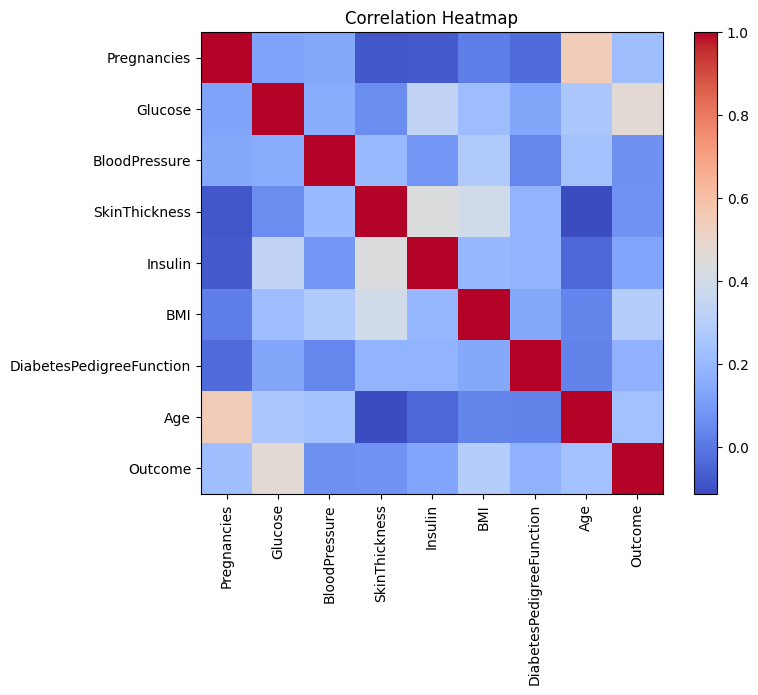 Correlation Heatmap
Pregnancies
Glucose
BloodPressure
SkinThickness
Insulin
BMI
DiabetesPedigreeFunction
Age
Outcome
Pregnancies
Glucose
BloodPressure
SkinThickness
Insulin
BMI
DiabetesPedigreeFunction
Age
Outcome
1.0
0.8
0.6
0.4
0.2
0.0